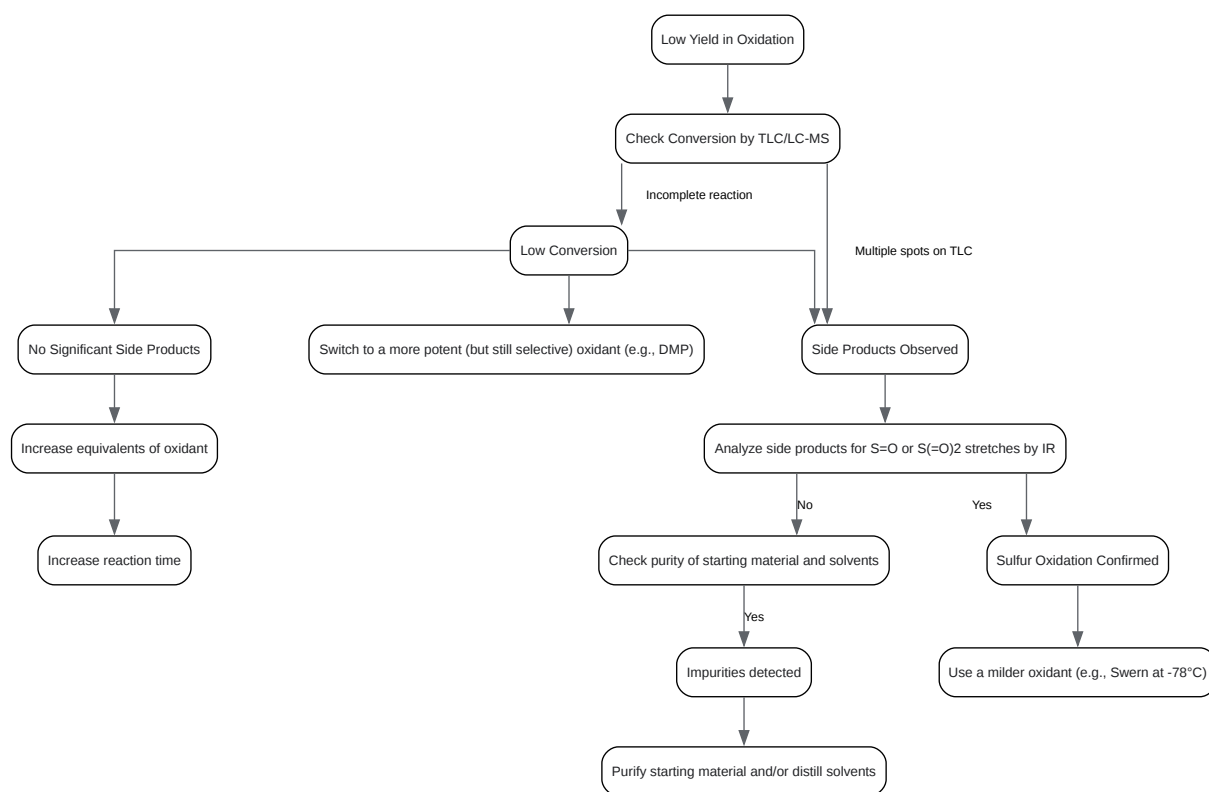 Low Yield in Oxidation
Check Conversion by TLC/LC-MS
Incomplete reaction
Low Conversion
Multiple spots on TLC
No Significant Side Products
Switch to a more potent (but still selective) oxidant (e.g., DMP)
Side Products Observed
Increase equivalents of oxidant
Analyze side products for S=O or S(=O)2 stretches by IR
No
Yes
Increase reaction time
Check purity of starting material and solvents
Sulfur Oxidation Confirmed
Yes
Impurities detected
Use a milder oxidant (e.g., Swern at -78°C)
Purify starting material and/or distill solvents